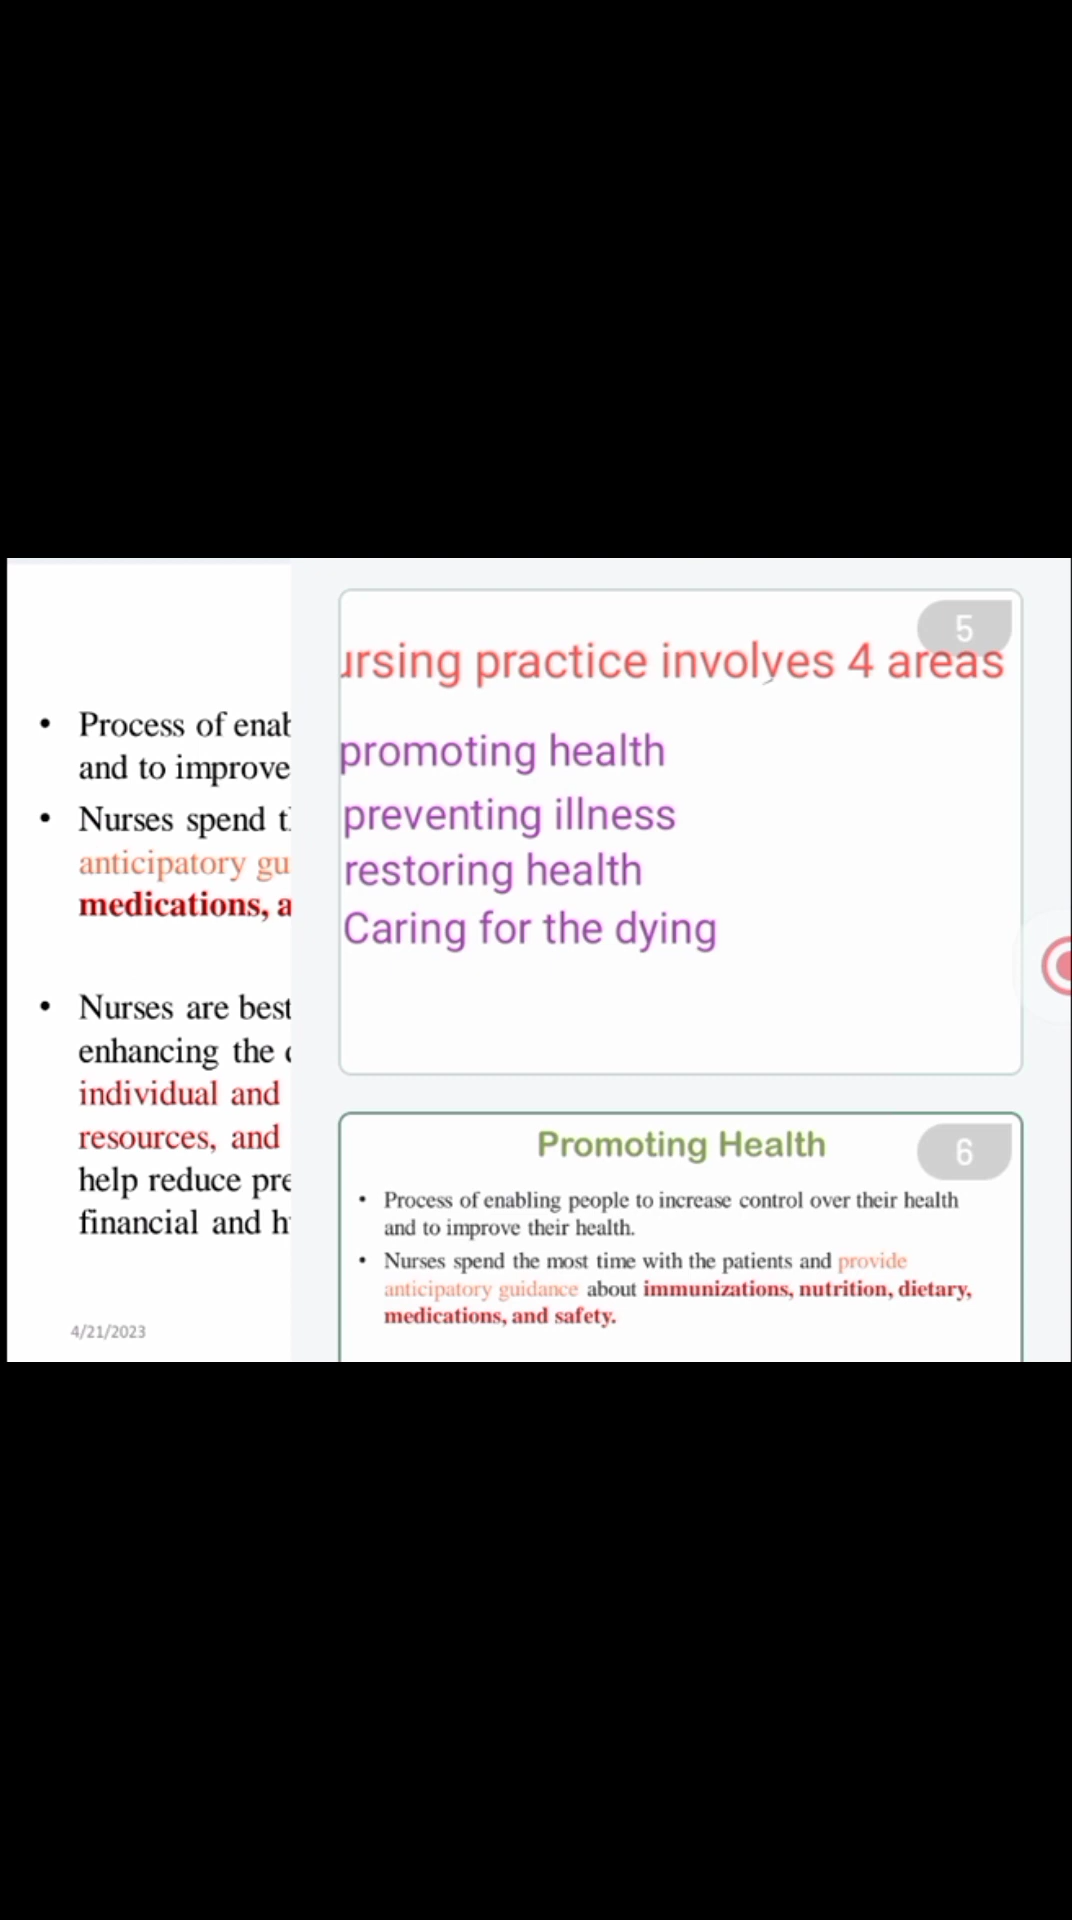 • Process of
and to improve
• Nurses spend
anticipatory
medications,
• Nurses are best
enhancing the
individual and
resources, and
help reduce
financial and
4/21/2023
5
practice involves 4 areas
promoting health
preventing illness
restoring health
Caring for the dying
6
Promoting Health
• Process of enabling people to increase control over their health
and to improve their health.
• Nurses spend the most time with the patients and provide
anticipatory guidance about immunizations, nutrition, dietary,
medications, and safety.